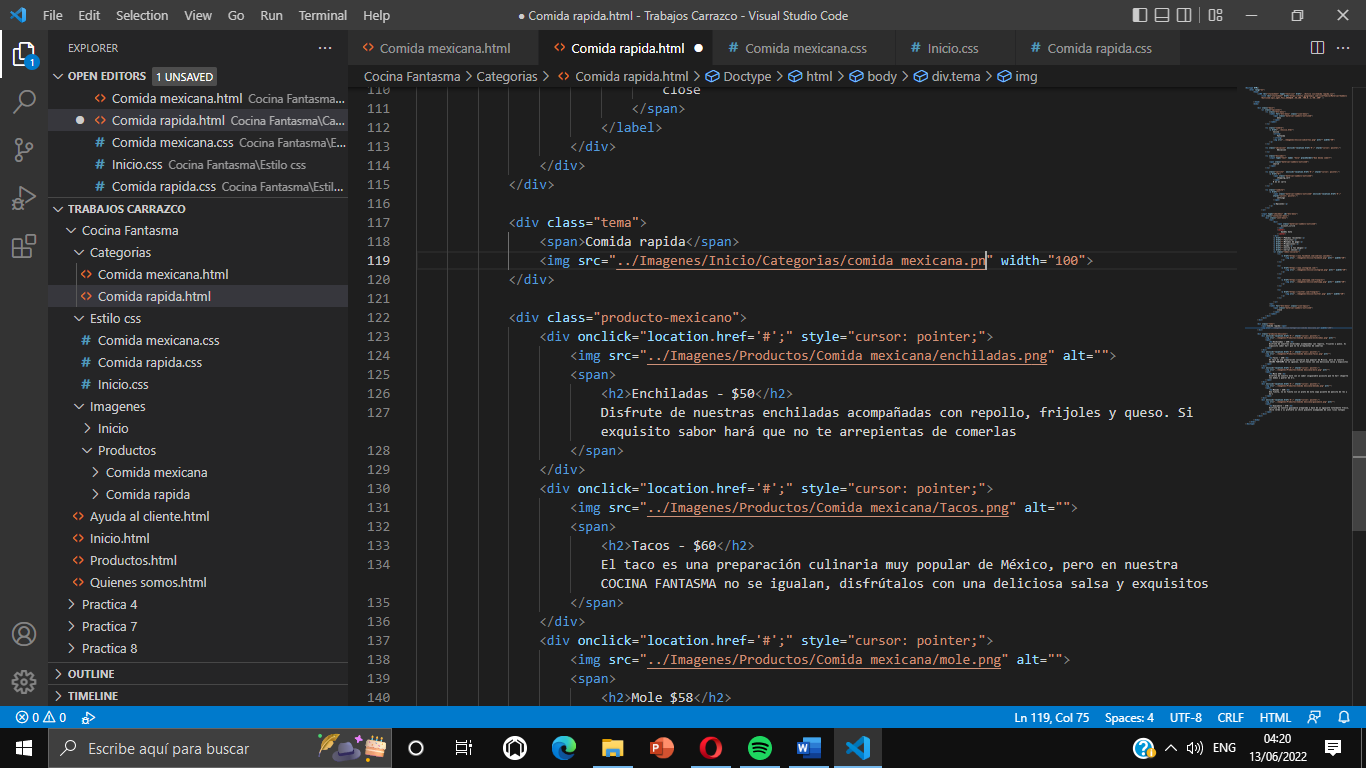 File Edit Selection View Go Run Terminal Help
● Comida rapida.html - Trabajos Carrazco - Visual Studio Code
EXPLORER
OPEN EDITORS 1 UNSAVED
Comida mexicana.html Cocina Fantasma...
Comida rapida.html Cocina Fantasma\Ca...
Comida mexicana.css Cocina Fantasma\E...
Inicio.css Cocina Fantasma\Estilo css
Comida rapida.css Cocina Fantasma\Estil...
TRABAJOS CARRAZCO
Cocina Fantasma
Categorias
Comida mexicana.html
Comida rapida.html
Estilo css
Comida mexicana.css
Comida rapida.css
Inicio.css
Imagenes
Inicio
Productos
Comida mexicana
Comida rapida
Ayuda al cliente.html
Inicio.html
Productos.html
Quienes somos.html
Practica 4
Practica 7
Practica 8
OUTLINE
TIMELINE
Comida mexicana.html Comida rapida.html Comida mexicana.css Inicio.css Comida rapida.css
Cocina Fantasma > Categorias > Comida rapida.html > Doctype > html > body > div.tema > img
110 close
111 </span>
112 </label>
113 </div>
114 </div>
115 </div>
116
117 <div class="tema">
118 <span>Comida rapida</span>
119 <img src="../Imagenes/Inicio/Categorias/comida mexicana.pn" width="100">
120 </div>
121
122 <div class="producto-mexicano">
123 <div onclick="location.href='#';" style="cursor: pointer;">
124 <img src="../Imagenes/Productos/Comida mexicana/enchiladas.png" alt="">
125 <span>
126 <h2>Enchiladas - $50</h2>
127 Disfrute de nuestras enchiladas acompañadas con repollo, frijoles y queso. Si
exquisito sabor hará que no te arrepientas de comerlas
128 </span>
129 </div>
130 <div onclick="location.href='#';" style="cursor: pointer;">
131 <img src="../Imagenes/Productos/Comida mexicana/Tacos.png" alt="">
132 <span>
133 <h2>Tacos - $60</h2>
134 El taco es una preparación culinaria muy popular de México, pero en nuestra
COCINA FANTASMA no se igualan, disfrútalos con una deliciosa salsa y exquisitos
135 </span>
136 </div>
137 <div onclick="location.href='#';" style="cursor: pointer;">
138 <img src="../Imagenes/Productos/Comida mexicana/mole.png" alt="">
139 <span>
140 <h2>Mole $58</h2>
0 0 Ln 119, Col 75 Spaces: 4 UTF-8 CRLF HTML
Escribe aquí para buscar
ENG
04:20
13/06/2022